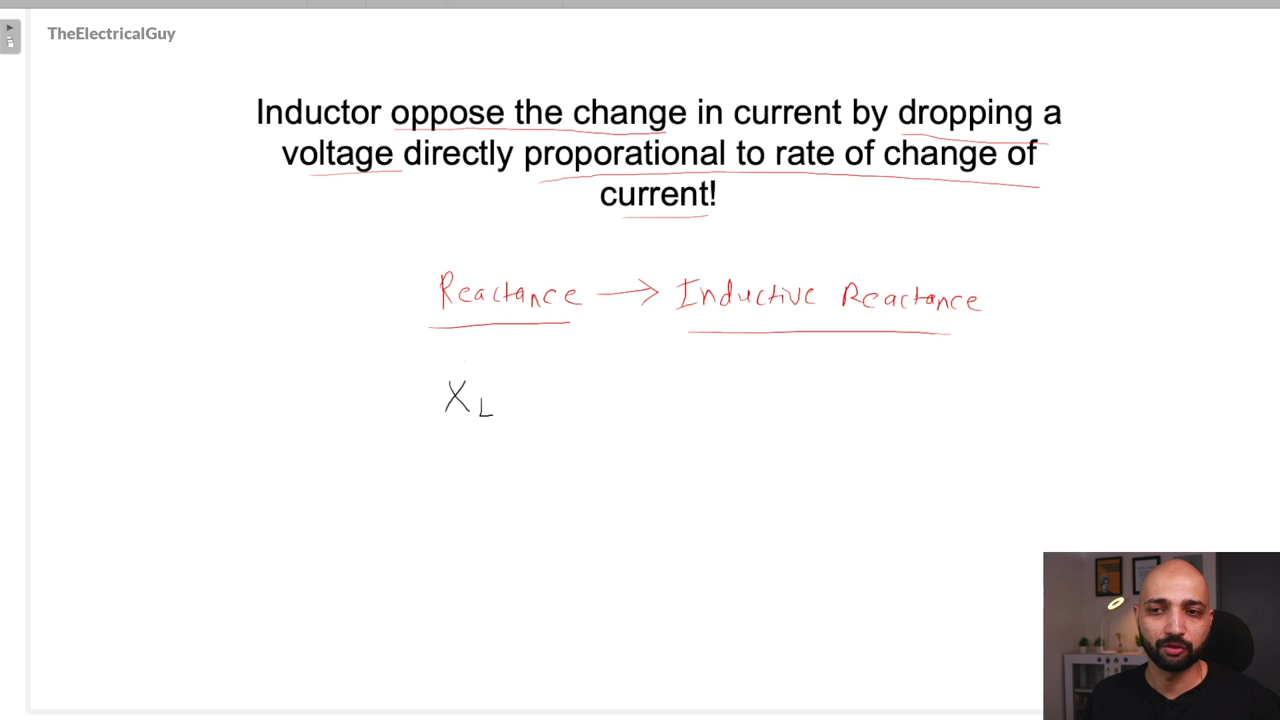 TheElectricalGuy
Inductor oppose the change in current by dropping a
voltage directly proporational to rate of change of
current!
Reactance → Inductive Reactance
XL